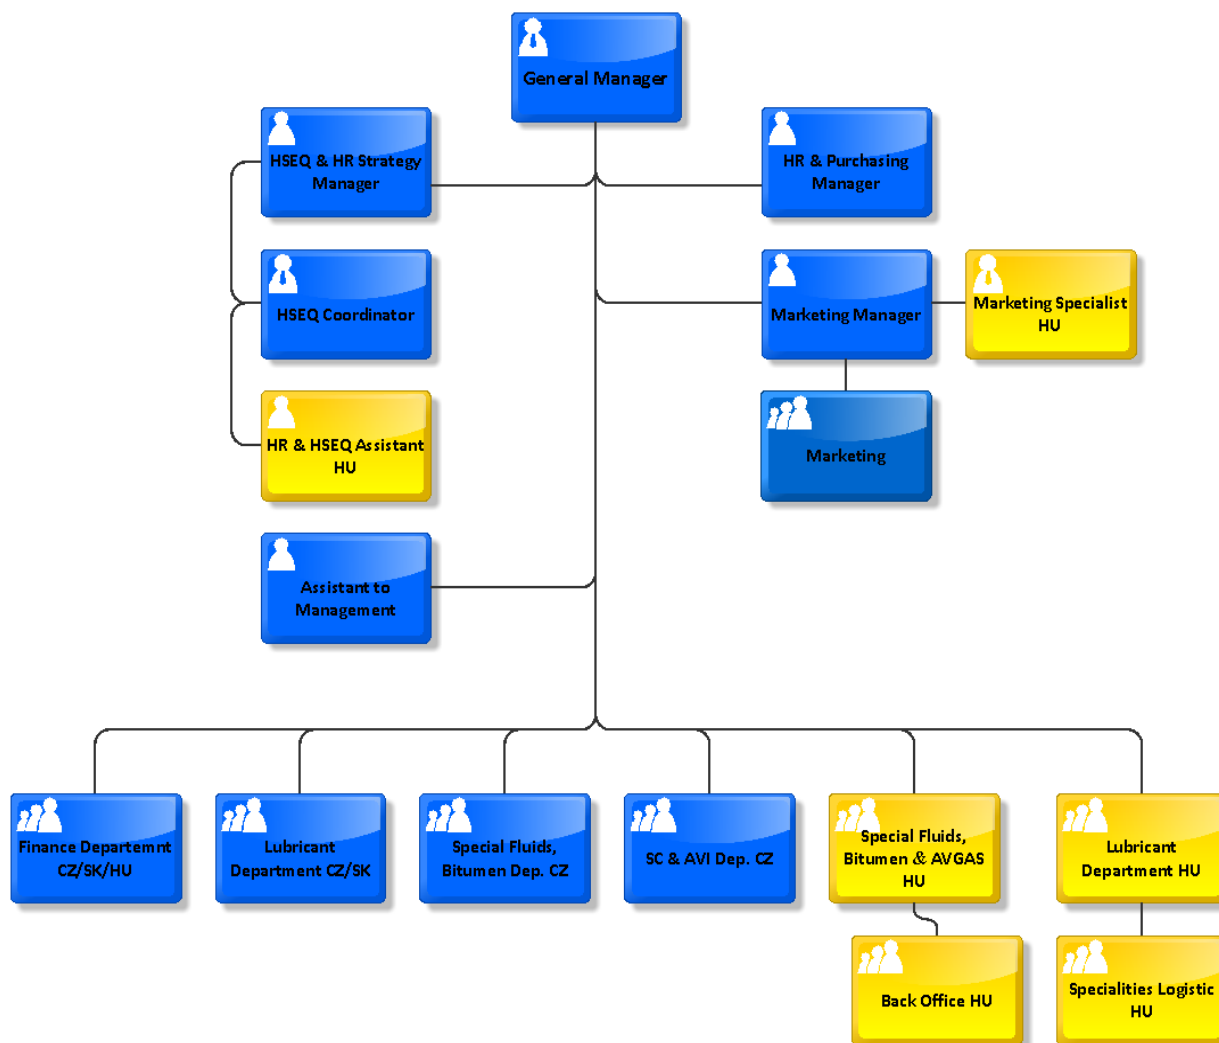 General Manager
HSEQ & HR Strategy
Manager
HR & Purchasing
Manager
HSEQ Coordinator
Marketing Manager
Marketing Specialist
HU
HR & HSEQ Assistant
HU
Marketing
Assistant to
Management
Finance Departemnt
CZ/SK/HU
Lubricant
Department CZ/SK
Special Fluids,
Bitumen Dep. CZ
SC & AVI Dep. CZ
Special Fluids,
Bitumen & AVGAS
HU
Lubricant
Department HU
Back Office HU
Specialities Logistic
HU